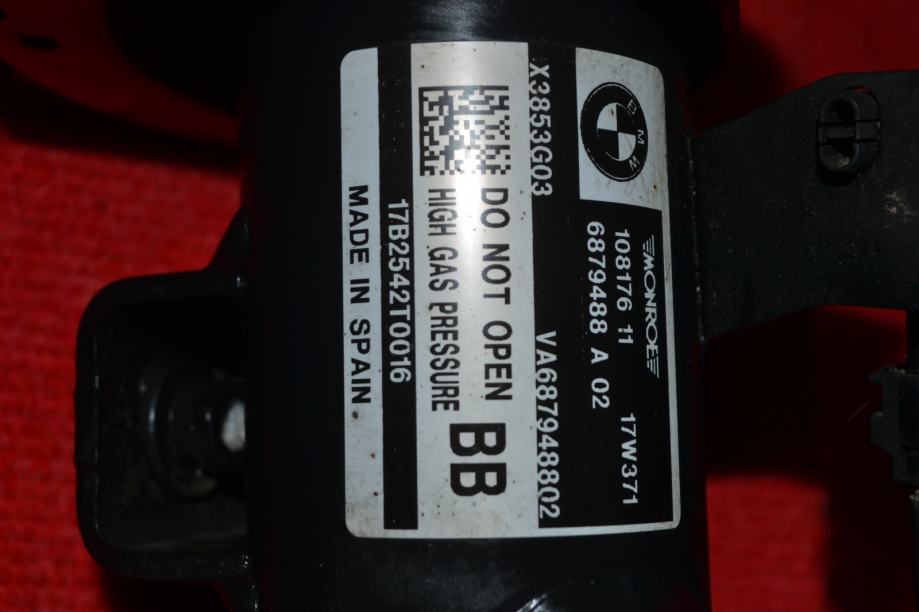 BMW
MONROE
108176 11 17W371
6879488 A 02
X3853G03 VA687948802
DO NOT OPEN
HIGH GAS PRESSURE
BB
17B2542T0016
MADE IN SPAIN